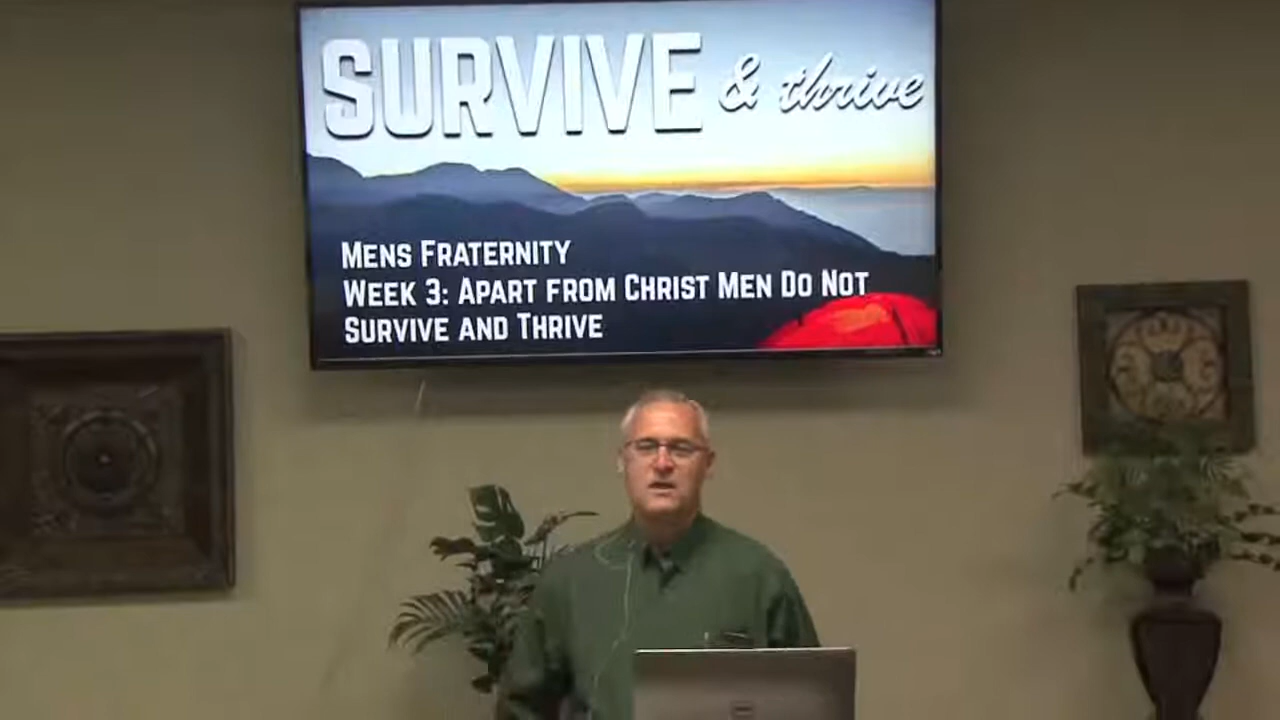 SURVIVE & thrive
MENS FRATERNITY
WEEK 3: APART FROM CHRIST MEN DO NOT
SURVIVE AND THRIVE